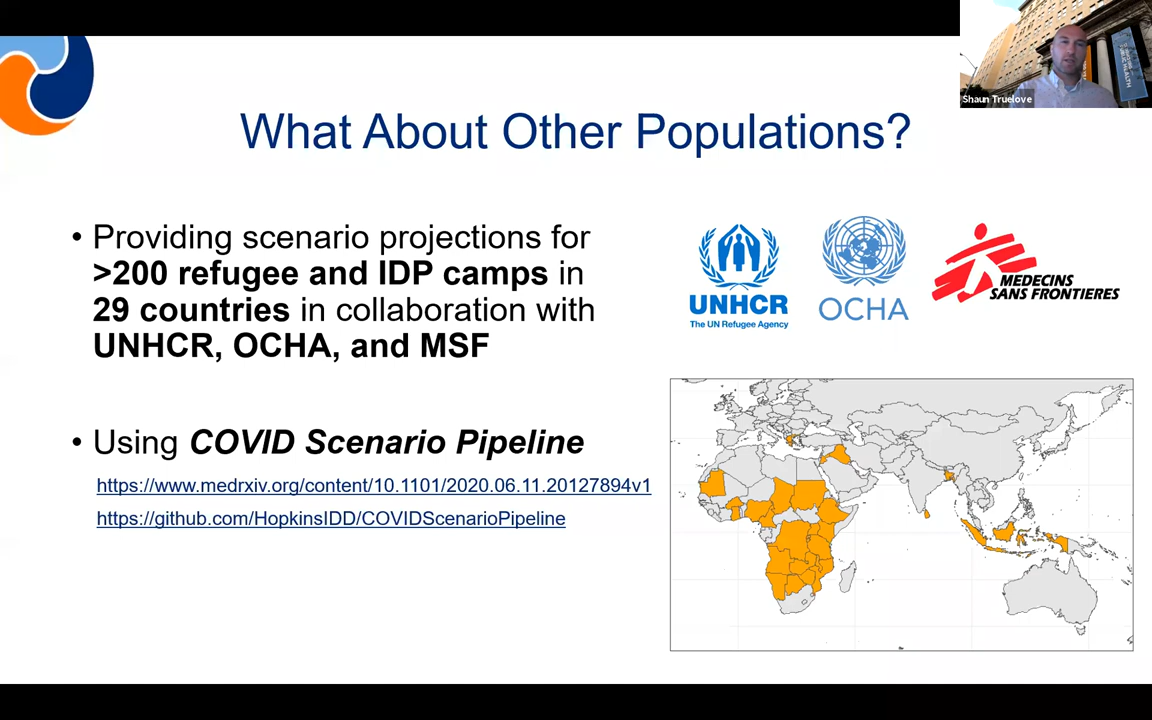 Shaun Truelove
What About Other Populations?
• Providing scenario projections for
>200 refugee and IDP camps in
29 countries in collaboration with
UNHCR, OCHA, and MSF
UNHCR
The UN Refugee Agency
OCHA
MEDECINS
SANS FRONTIERES
• Using COVID Scenario Pipeline
https://www.medrxiv.org/content/10.1101/2020.06.11.20127894v1
https://github.com/HopkinsIDD/COVIDScenarioPipeline